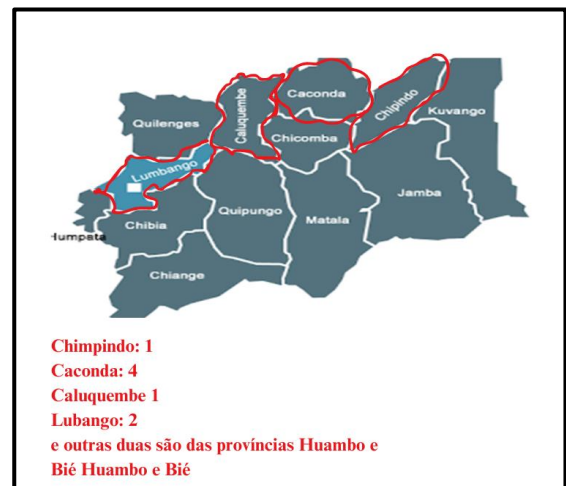 Caconda
Caluquembe
Chipindo
Quilenges
Kuvango
Chicomba
Lumbango
Jamba
Quipungo
Matala
Chibia
Humpata
Chiange
Chimpindo: 1
Caconda: 4
Caluquembe 1
Lubango: 2
e outras duas são das províncias Huambo e
Bié Huambo e Bié